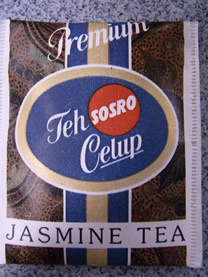 Premium
Teh SOSRO
Celup
JASMINE TEA